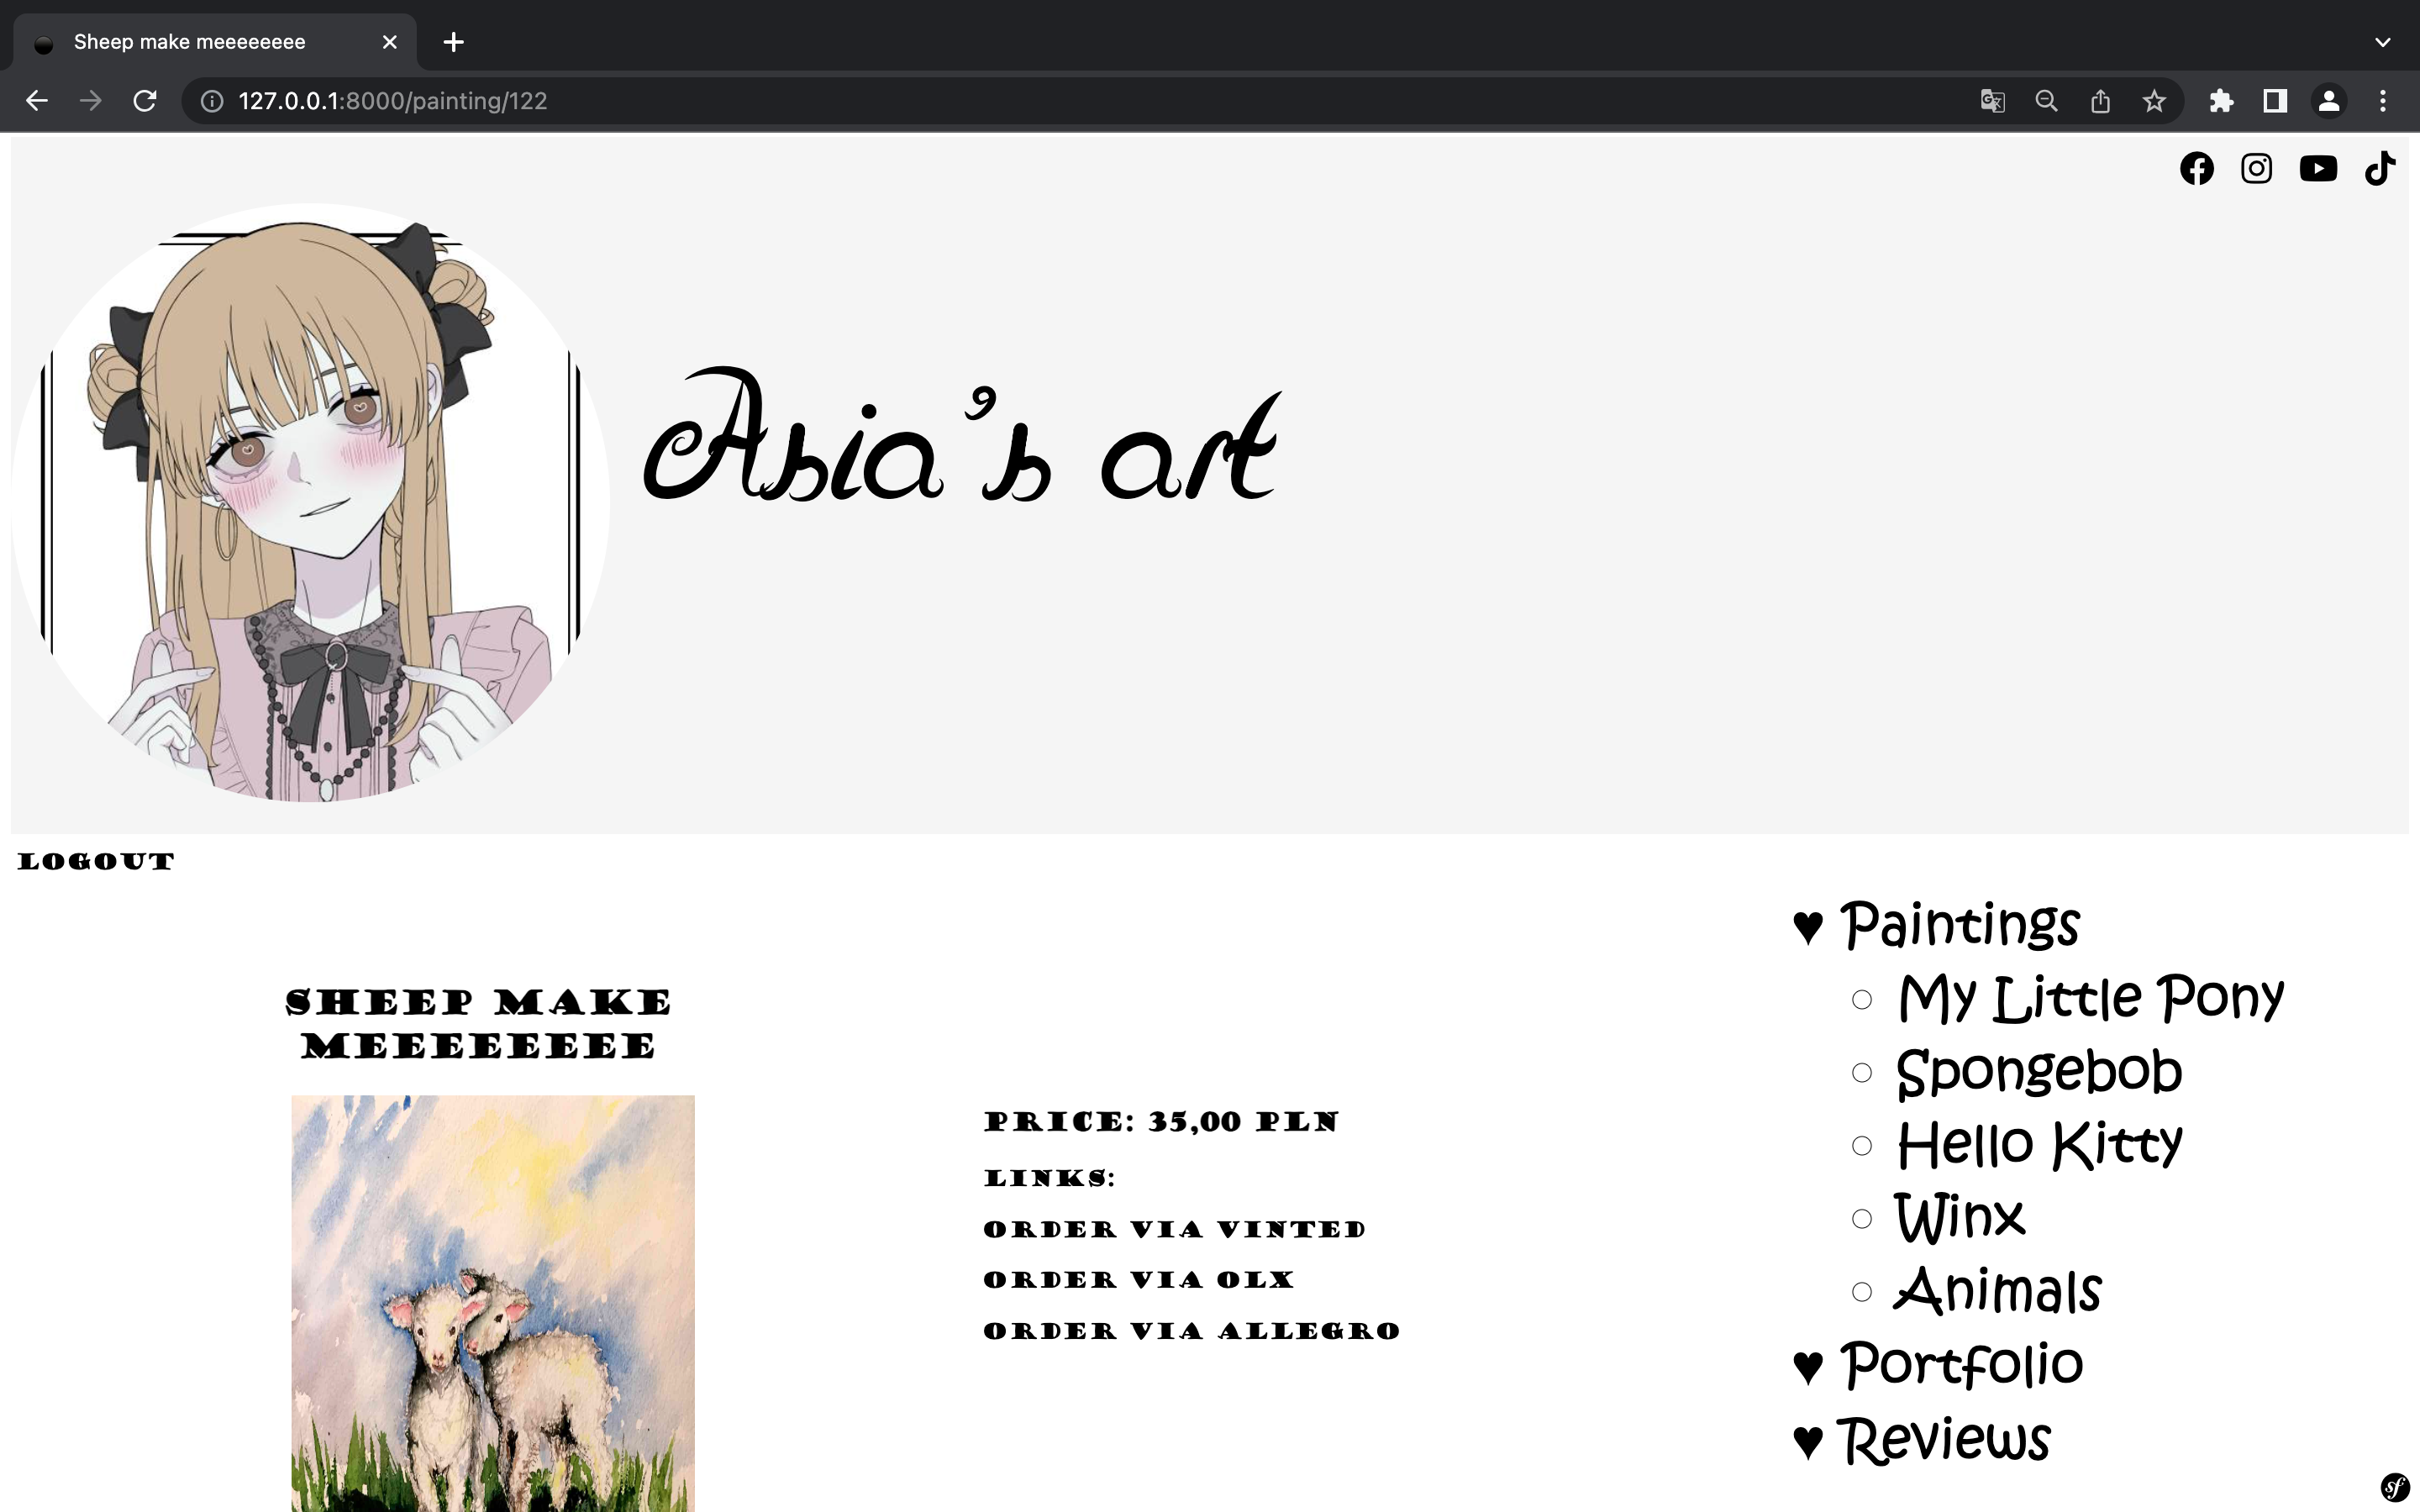 Sheep make meeeeeeee
127.0.0.1:8000/painting/122
Asia's art
LOGOUT
SHEEP MAKE
MEEEEEEEE
PRICE: 35,00 PLN
LINKS:
ORDER VIA VINTED
ORDER VIA OLX
ORDER VIA ALLEGRO
♥ Paintings
○ My Little Pony
○ Spongebob
○ Hello Kitty
○ Winx
○ Animals
♥ Portfolio
♥ Reviews
sf